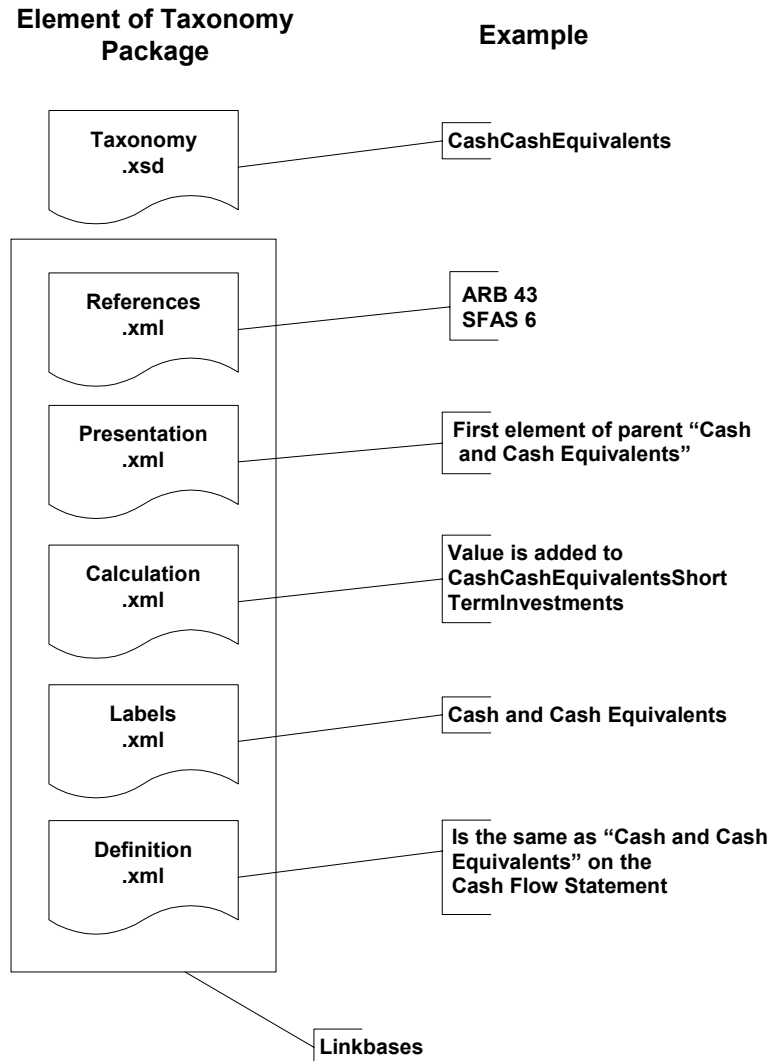 Element of Taxonomy
Package
Example
Taxonomy
.xsd
CashCashEquivalents
References
.xml
ARB 43
SFAS 6
Presentation
.xml
First element of parent “Cash
and Cash Equivalents”
Calculation
.xml
Value is added to
CashCashEquivalentsShort
TermInvestments
Labels
.xml
Cash and Cash Equivalents
Definition
.xml
Is the same as “Cash and Cash
Equivalents” on the
Cash Flow Statement
Linkbases